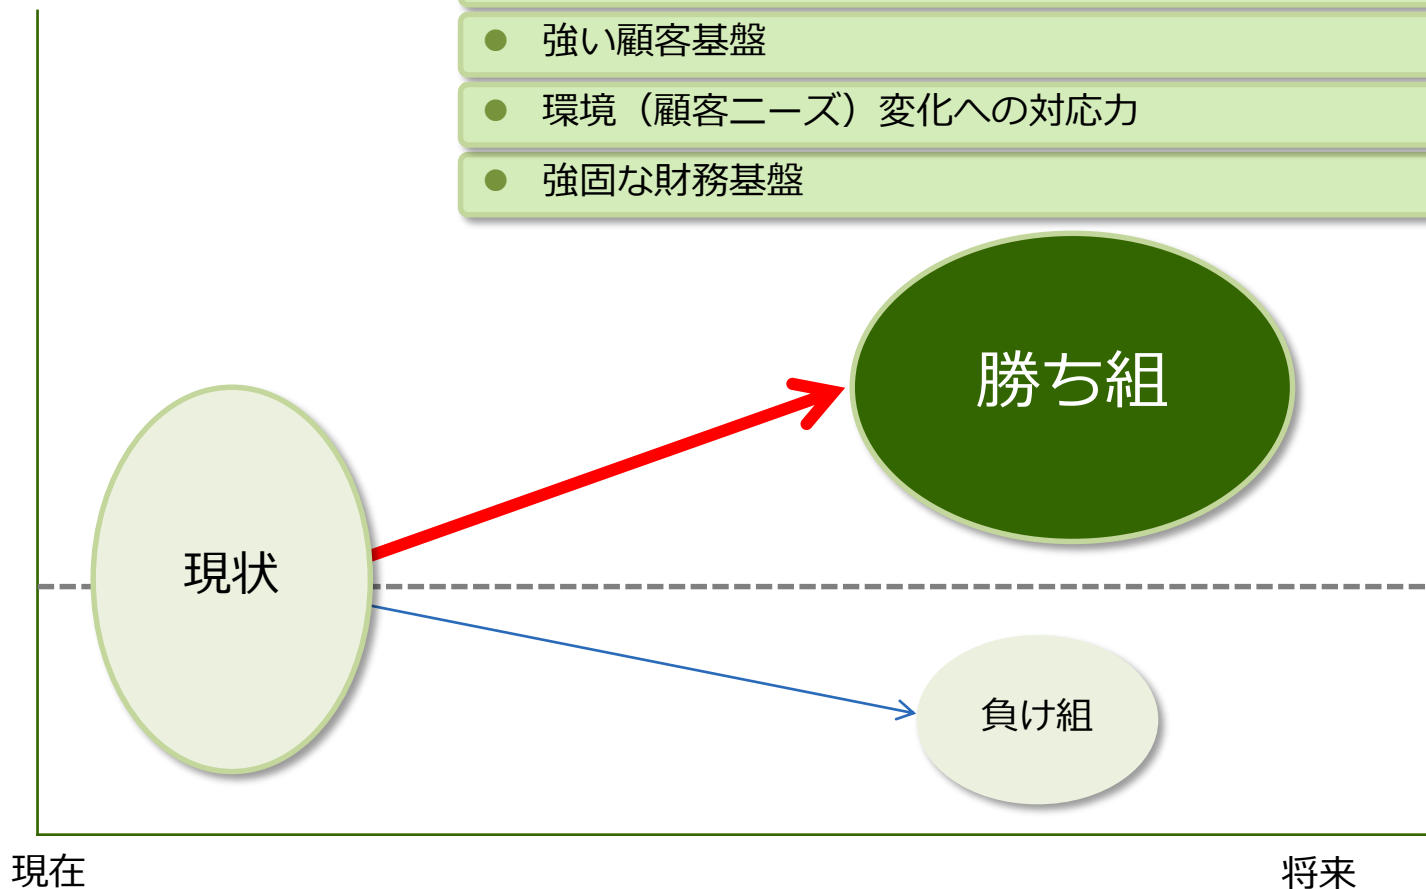 ● 強い顧客基盤
● 環境（顧客ニーズ）変化への対応力
● 強固な財務基盤
勝ち組
現状
負け組
現在
将来